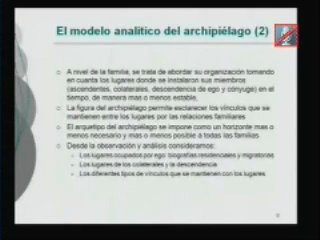 El modelo analítico del archipiélago (2)
A nivel de la familia, se trata de abordar su organización tomando
en cuanta los lugares donde se instalaron sus miembros
(ascendentes, colaterales, descendencia de ego y cónyuge) en el
tiempo, de manera mas o menos estable.
La figura del archipiélago permite esclarecer los vínculos que se
mantienen entre los lugares por las relaciones familiares
El arquetipo del archipiélago se impone como un horizonte mas o
menos necesario y mas o menos posible a todas las familias
Desde la observación y análisis consideramos:
Los lugares ocupados por ego: biografías residenciales y migratorias
Los lugares de los colaterales y la descendencia
Los diferentes tipos de vínculos que se mantienen con los lugares